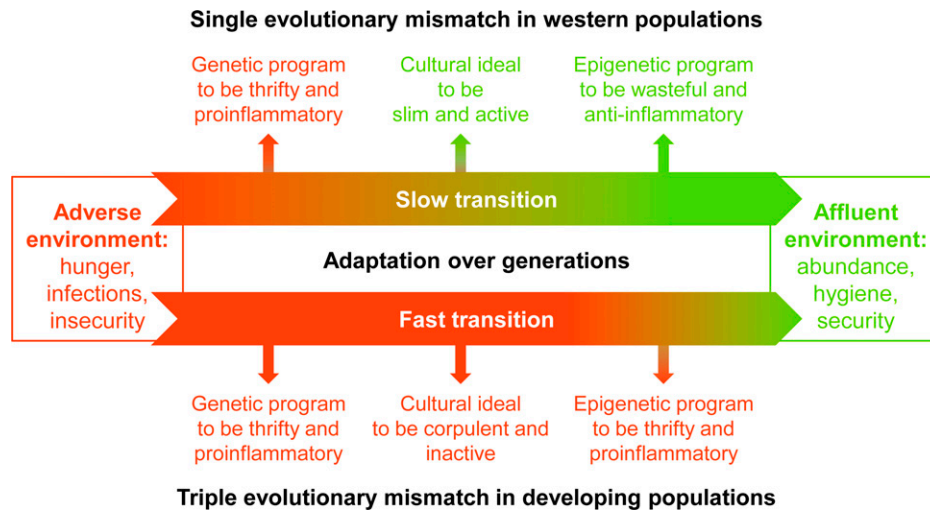 Single evolutionary mismatch in western populations
Genetic program
to be thrifty and
proinflammatory
Cultural ideal
to be
slim and active
Epigenetic program
to be wasteful and
anti-inflammatory
Slow transition
Adverse
environment:
hunger,
infections,
insecurity
Adaptation over generations
Affluent
environment:
abundance,
hygiene,
security
Fast transition
Genetic program
to be thrifty and
proinflammatory
Cultural ideal
to be corpulent and
inactive
Epigenetic program
to be thrifty and
proinflammatory
Triple evolutionary mismatch in developing populations